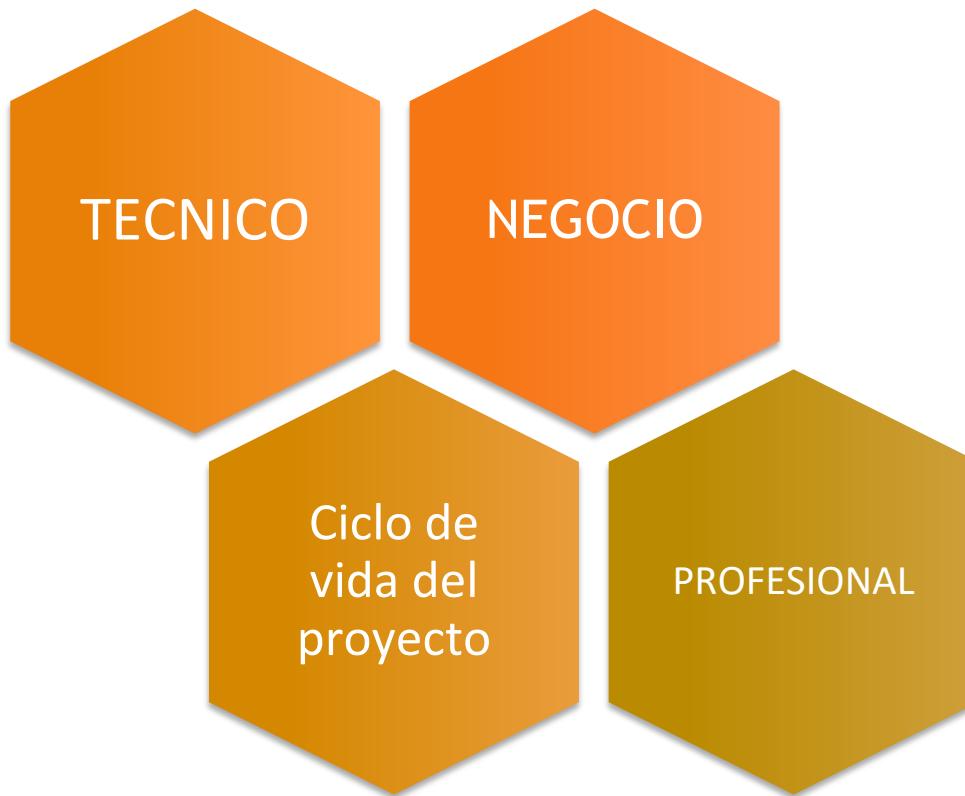 TECNICO
NEGOCIO
Ciclo de
vida del
proyecto
PROFESIONAL